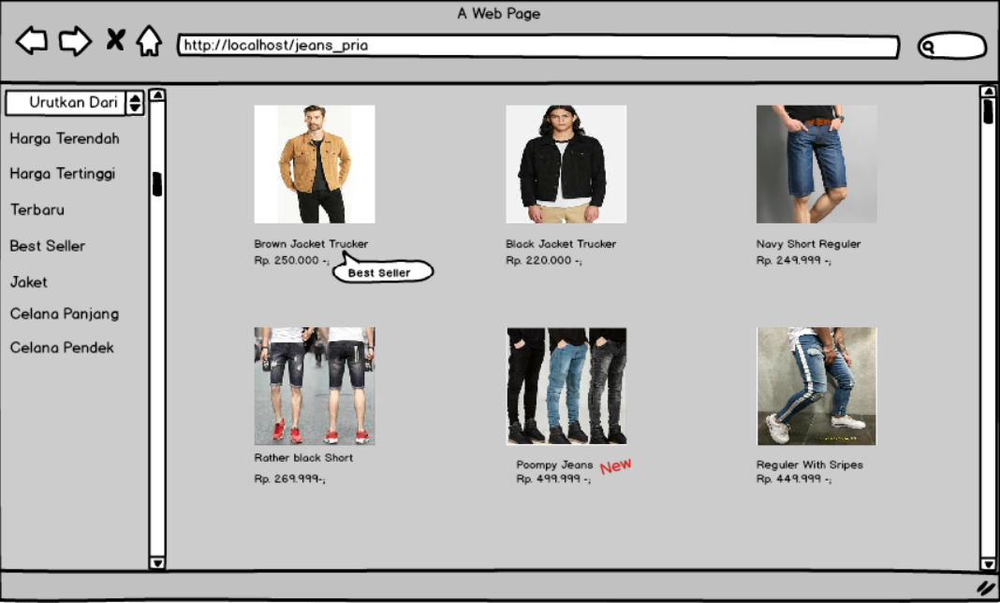 A Web Page
http://localhost/jeans_pria
Urutkan Dari
Harga Terendah
Harga Tertinggi
Terbaru
Best Seller
Jaket
Celana Panjang
Celana Pendek
Brown Jacket Trucker
Rp. 250.000 -;
Best Seller
Black Jacket Trucker
Rp. 220.000 -;
Navy Short Reguler
Rp. 249.999 -;
Rather black Short
Rp. 269.999-;
Poompy Jeans
New
Rp. 499.999 -;
Reguler With Sripes
Rp. 449.999 -;